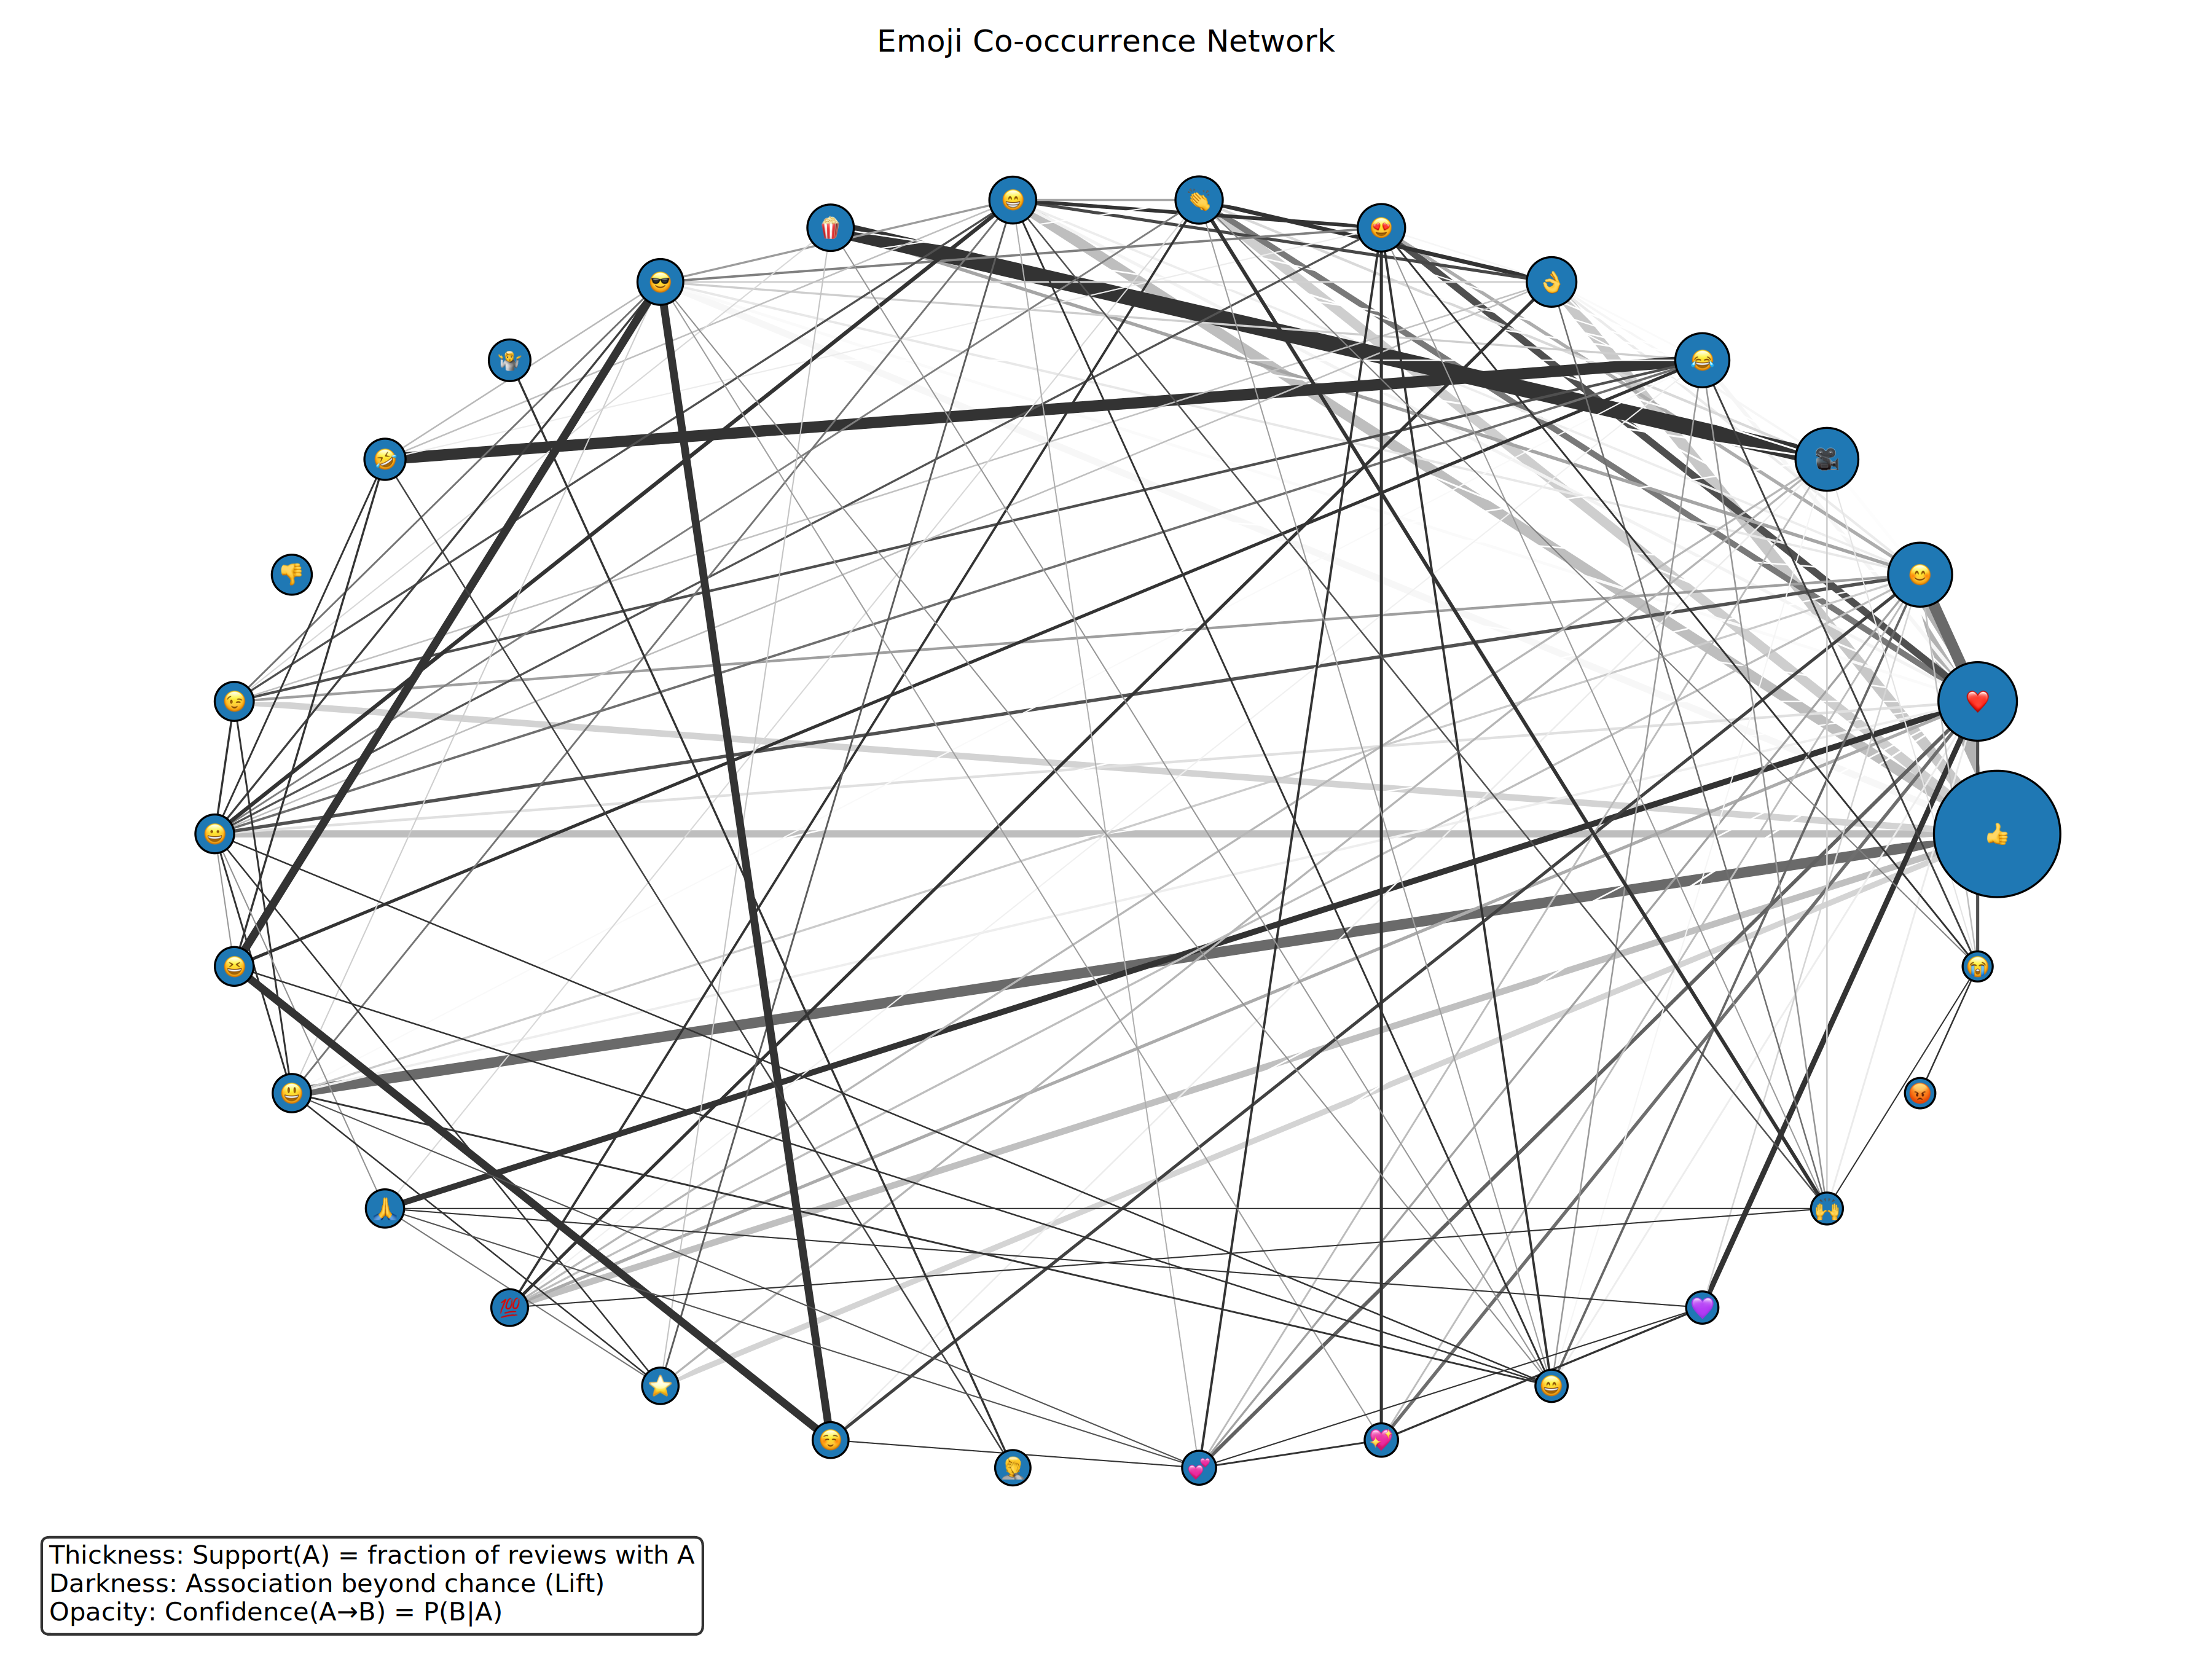 Emoji Co-occurrence Network
Thickness: Support(A) = fraction of reviews with A
Darkness: Association beyond chance (Lift)
Opacity: Confidence(A→B) = P(B|A)